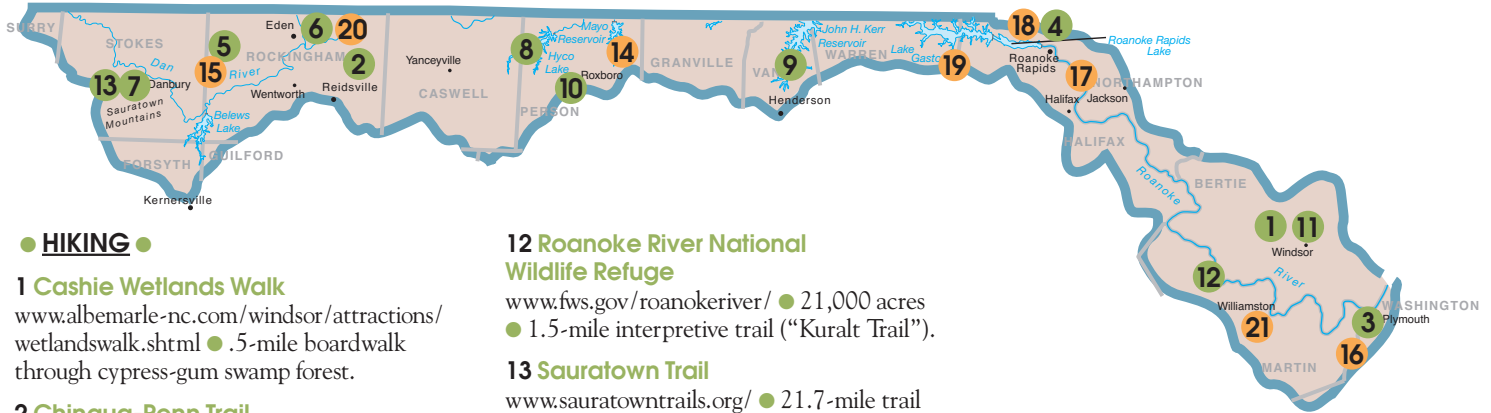 SURRY
STOKES
Dan
River
5
15
13
7
Danbury
Sauratown
Mountains
Eden
6
20
ROCKINGHAM
2
Wentworth
Reidsville
Belews
Lake
FORSYTH
GUILFORD
Kernersville
Yanceyville
CASWELL
8
Mayo
Reservoir
Hyco
Lake
14
Roxboro
10
PERSON
GRANVILLE
John H. Kerr
Reservoir
9
Henderson
WARREN
Lake
19
18
4
Roanoke Rapids
Lake
Roanoke
Rapids
17
NORTHAMPTON
Halifax
Jackson
HALIFAX
Roanoke
BERTIE
1
11
Windsor
12
River
Williamston
21
WASHINGTON
3
Plymouth
16
MARTIN
● HIKING ●
1 Cashie Wetlands Walk
www.albemarle-nc.com/windsor/attractions/
wetlandswalk.shtml ● .5-mile boardwalk
through cypress-gum swamp forest.
2 Chinqua-Penn Trail
12 Roanoke River National
Wildlife Refuge
www.fws.gov/roanokeriver/ ● 21,000 acres
● 1.5-mile interpretive trail (“Kuralt Trail”).
13 Sauratown Trail
www.sauratowntrails.org/ ● 21.7-mile trail